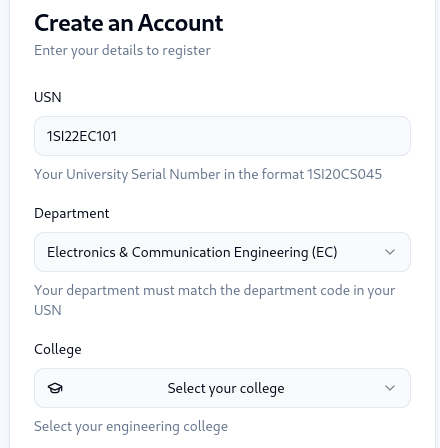 Create an Account
Enter your details to register
USN
1SI22EC101
Your University Serial Number in the format 1SI20CS045
Department
Electronics & Communication Engineering (EC)
Your department must match the department code in your
USN
College
Select your college
Select your engineering college